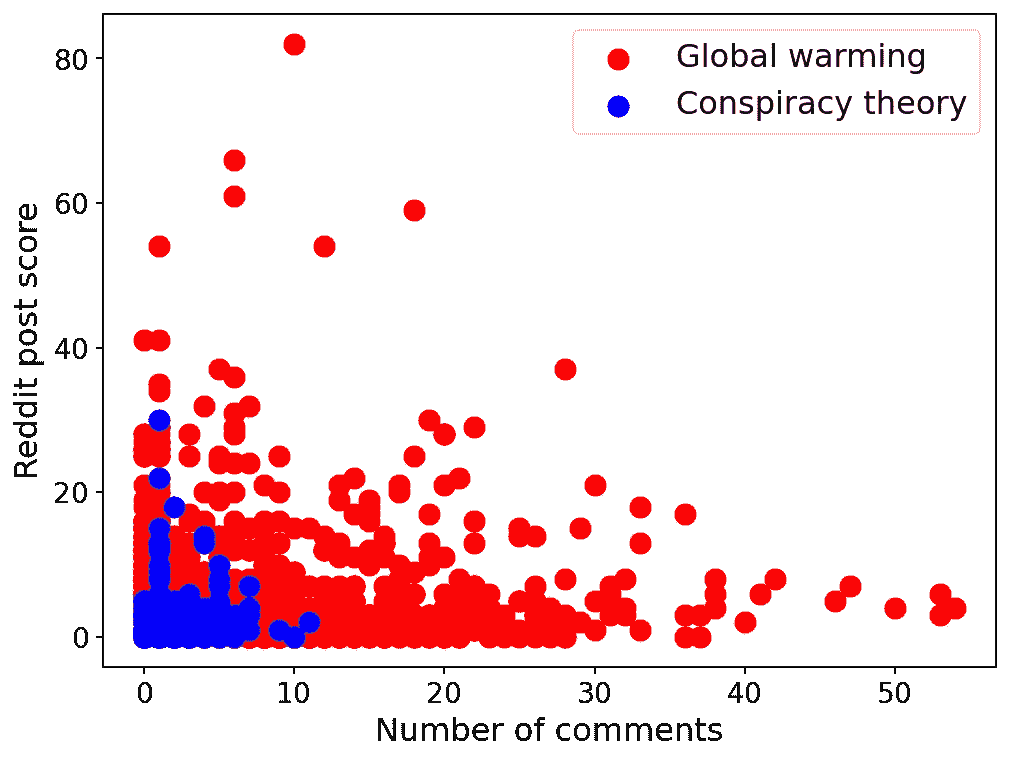 Global warming
Conspiracy theory
80
60
40
20
0
Reddit post score
0 10 20 30 40 50
Number of comments